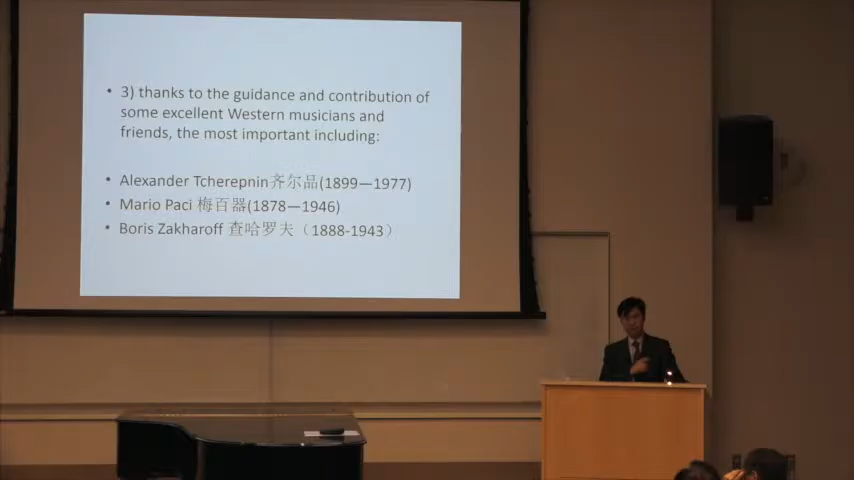 • 3) thanks to the guidance and contribution of
some excellent Western musicians and
friends, the most important including:
• Alexander Tcherepnin齐尔品(1899—1977)
• Mario Paci 梅百器(1878—1946)
• Boris Zakharoff 查哈罗夫（1888-1943）